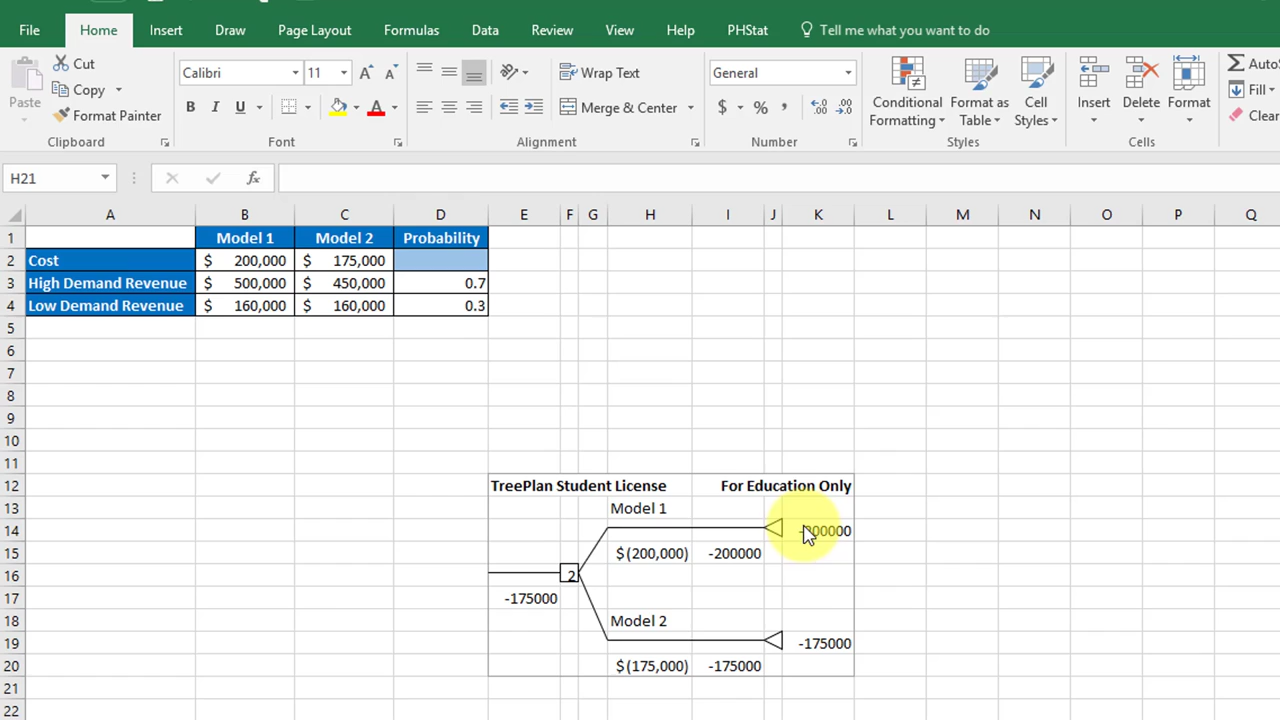 File Home Insert Draw Page Layout Formulas Data Review View Help PHStat Tell me what you want to do
Paste Cut Copy Format Painter
Calibri 11
B I U A
Wrap Text
Merge & Center
General
$ % ,
Conditional Formatting Format as Table Cell Styles
Insert Delete Format
Fill
Clear
Clipboard Font Alignment Number Styles Cells
H21 fx
A B C D E F G H I J K L M N O P Q
1 Model 1 Model 2 Probability
2 Cost $ 200,000 $ 175,000
3 High Demand Revenue $ 500,000 $ 450,000 0.7
4 Low Demand Revenue $ 160,000 $ 160,000 0.3
5
6
7
8
9
10
11
12 TreePlan Student License For Education Only
13 Model 1
14 -200000
15 $(200,000) -200000
16 2
17 -175000
18 Model 2
19 -175000
20 $(175,000) -175000
21
22